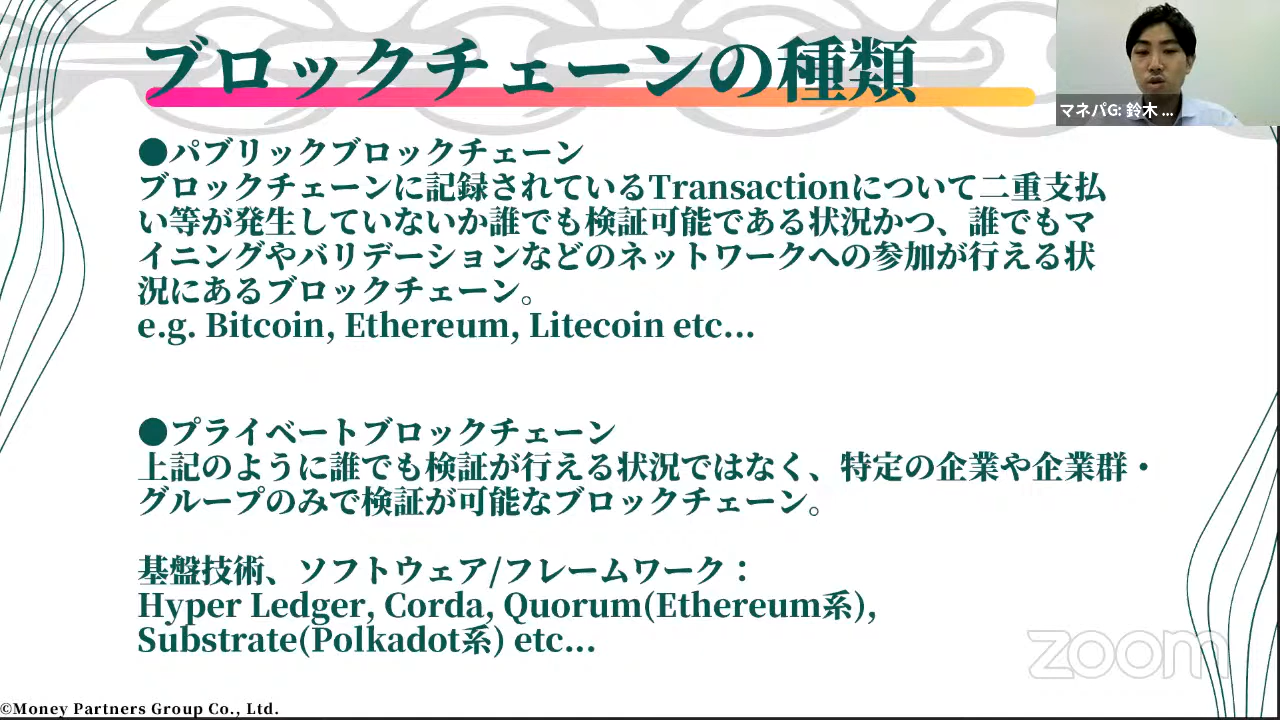 ブロックチェーンの種類
マネパG: 鈴木 ...
●パブリックブロックチェーン
ブロックチェーンに記録されているTransactionについて二重支払
い等が発生していないか誰でも検証可能である状況かつ、誰でもマ
イニングやバリデーションなどのネットワークへの参加が行える状
況にあるブロックチェーン。
e.g. Bitcoin, Ethereum, Litecoin etc...
●プライベートブロックチェーン
上記のように誰でも検証が行える状況ではなく、特定の企業や企業群・
グループのみで検証が可能なブロックチェーン。
基盤技術、ソフトウェア/フレームワーク：
Hyper Ledger, Corda, Quorum(Ethereum系),
Substrate(Polkadot系) etc...
zoom
©Money Partners Group Co., Ltd.